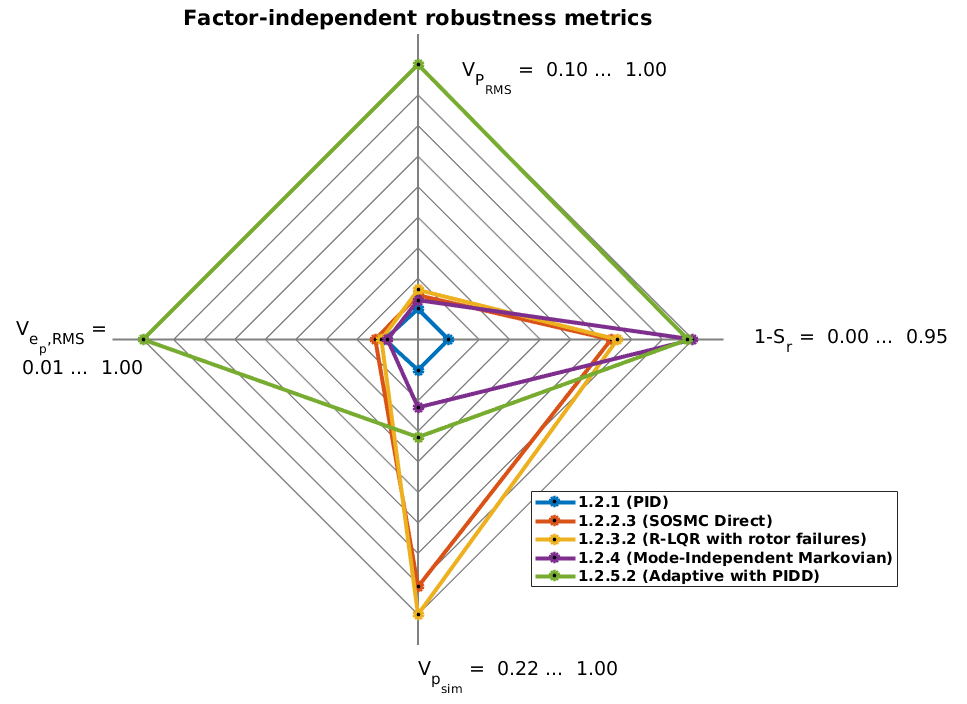 Factor-independent robustness metrics
V_P_RMS = 0.10 ... 1.00
V_e_p,RMS =
0.01 ... 1.00
1-S_r = 0.00 ... 0.95
1.2.1 (PID)
1.2.2.3 (SOSMC Direct)
1.2.3.2 (R-LQR with rotor failures)
1.2.4 (Mode-Independent Markovian)
1.2.5.2 (Adaptive with PIDD)
V_p_sim = 0.22 ... 1.00